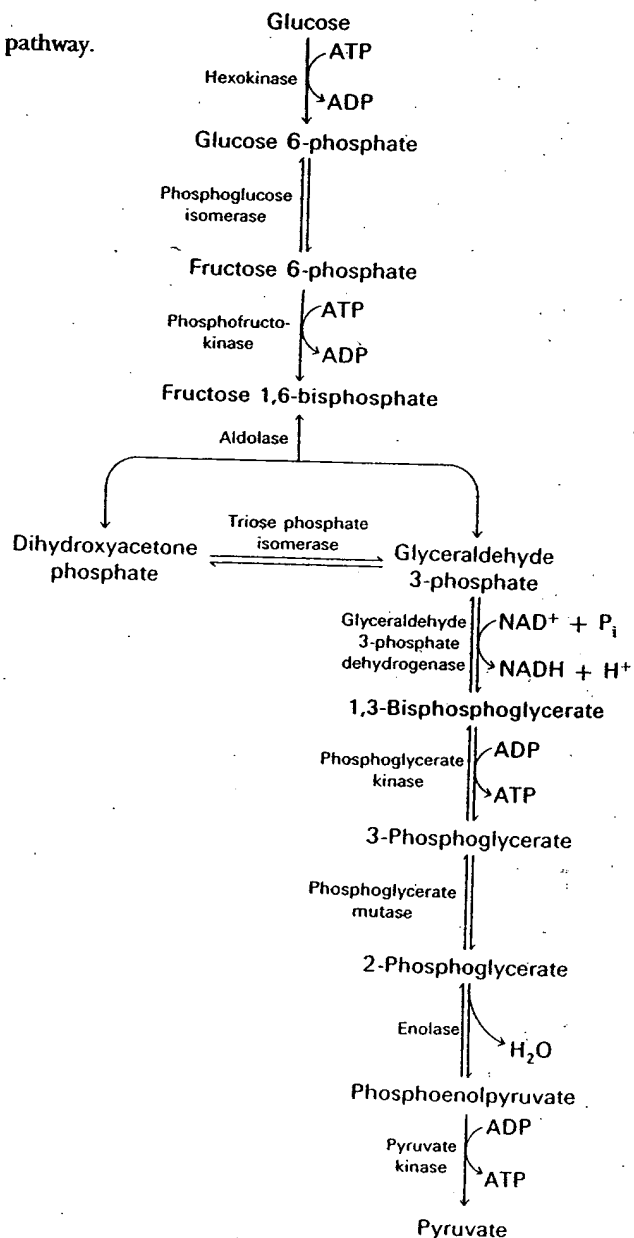 Glucose
pathway.
ATP
Hexokinase
ADP
Glucose 6-phosphate
Phosphoglucose
isomerase
Fructose 6-phosphate
ATP
Phosphofructo-
kinase
ADP
Fructose 1,6-bisphosphate
Aldolase
Triose phosphate
isomerase
Dihydroxyacetone
phosphate
Glyceraldehyde
3-phosphate
Glyceraldehyde
3-phosphate
dehydrogenase
NAD⁺ + Pᵢ
NADH + H⁺
1,3-Bisphosphoglycerate
Phosphoglycerate
kinase
ADP
ATP
3-Phosphoglycerate
Phosphoglycerate
mutase
2-Phosphoglycerate
Enolase
H₂O
Phosphoenolpyruvate
ADP
Pyruvate
kinase
ATP
Pyruvate